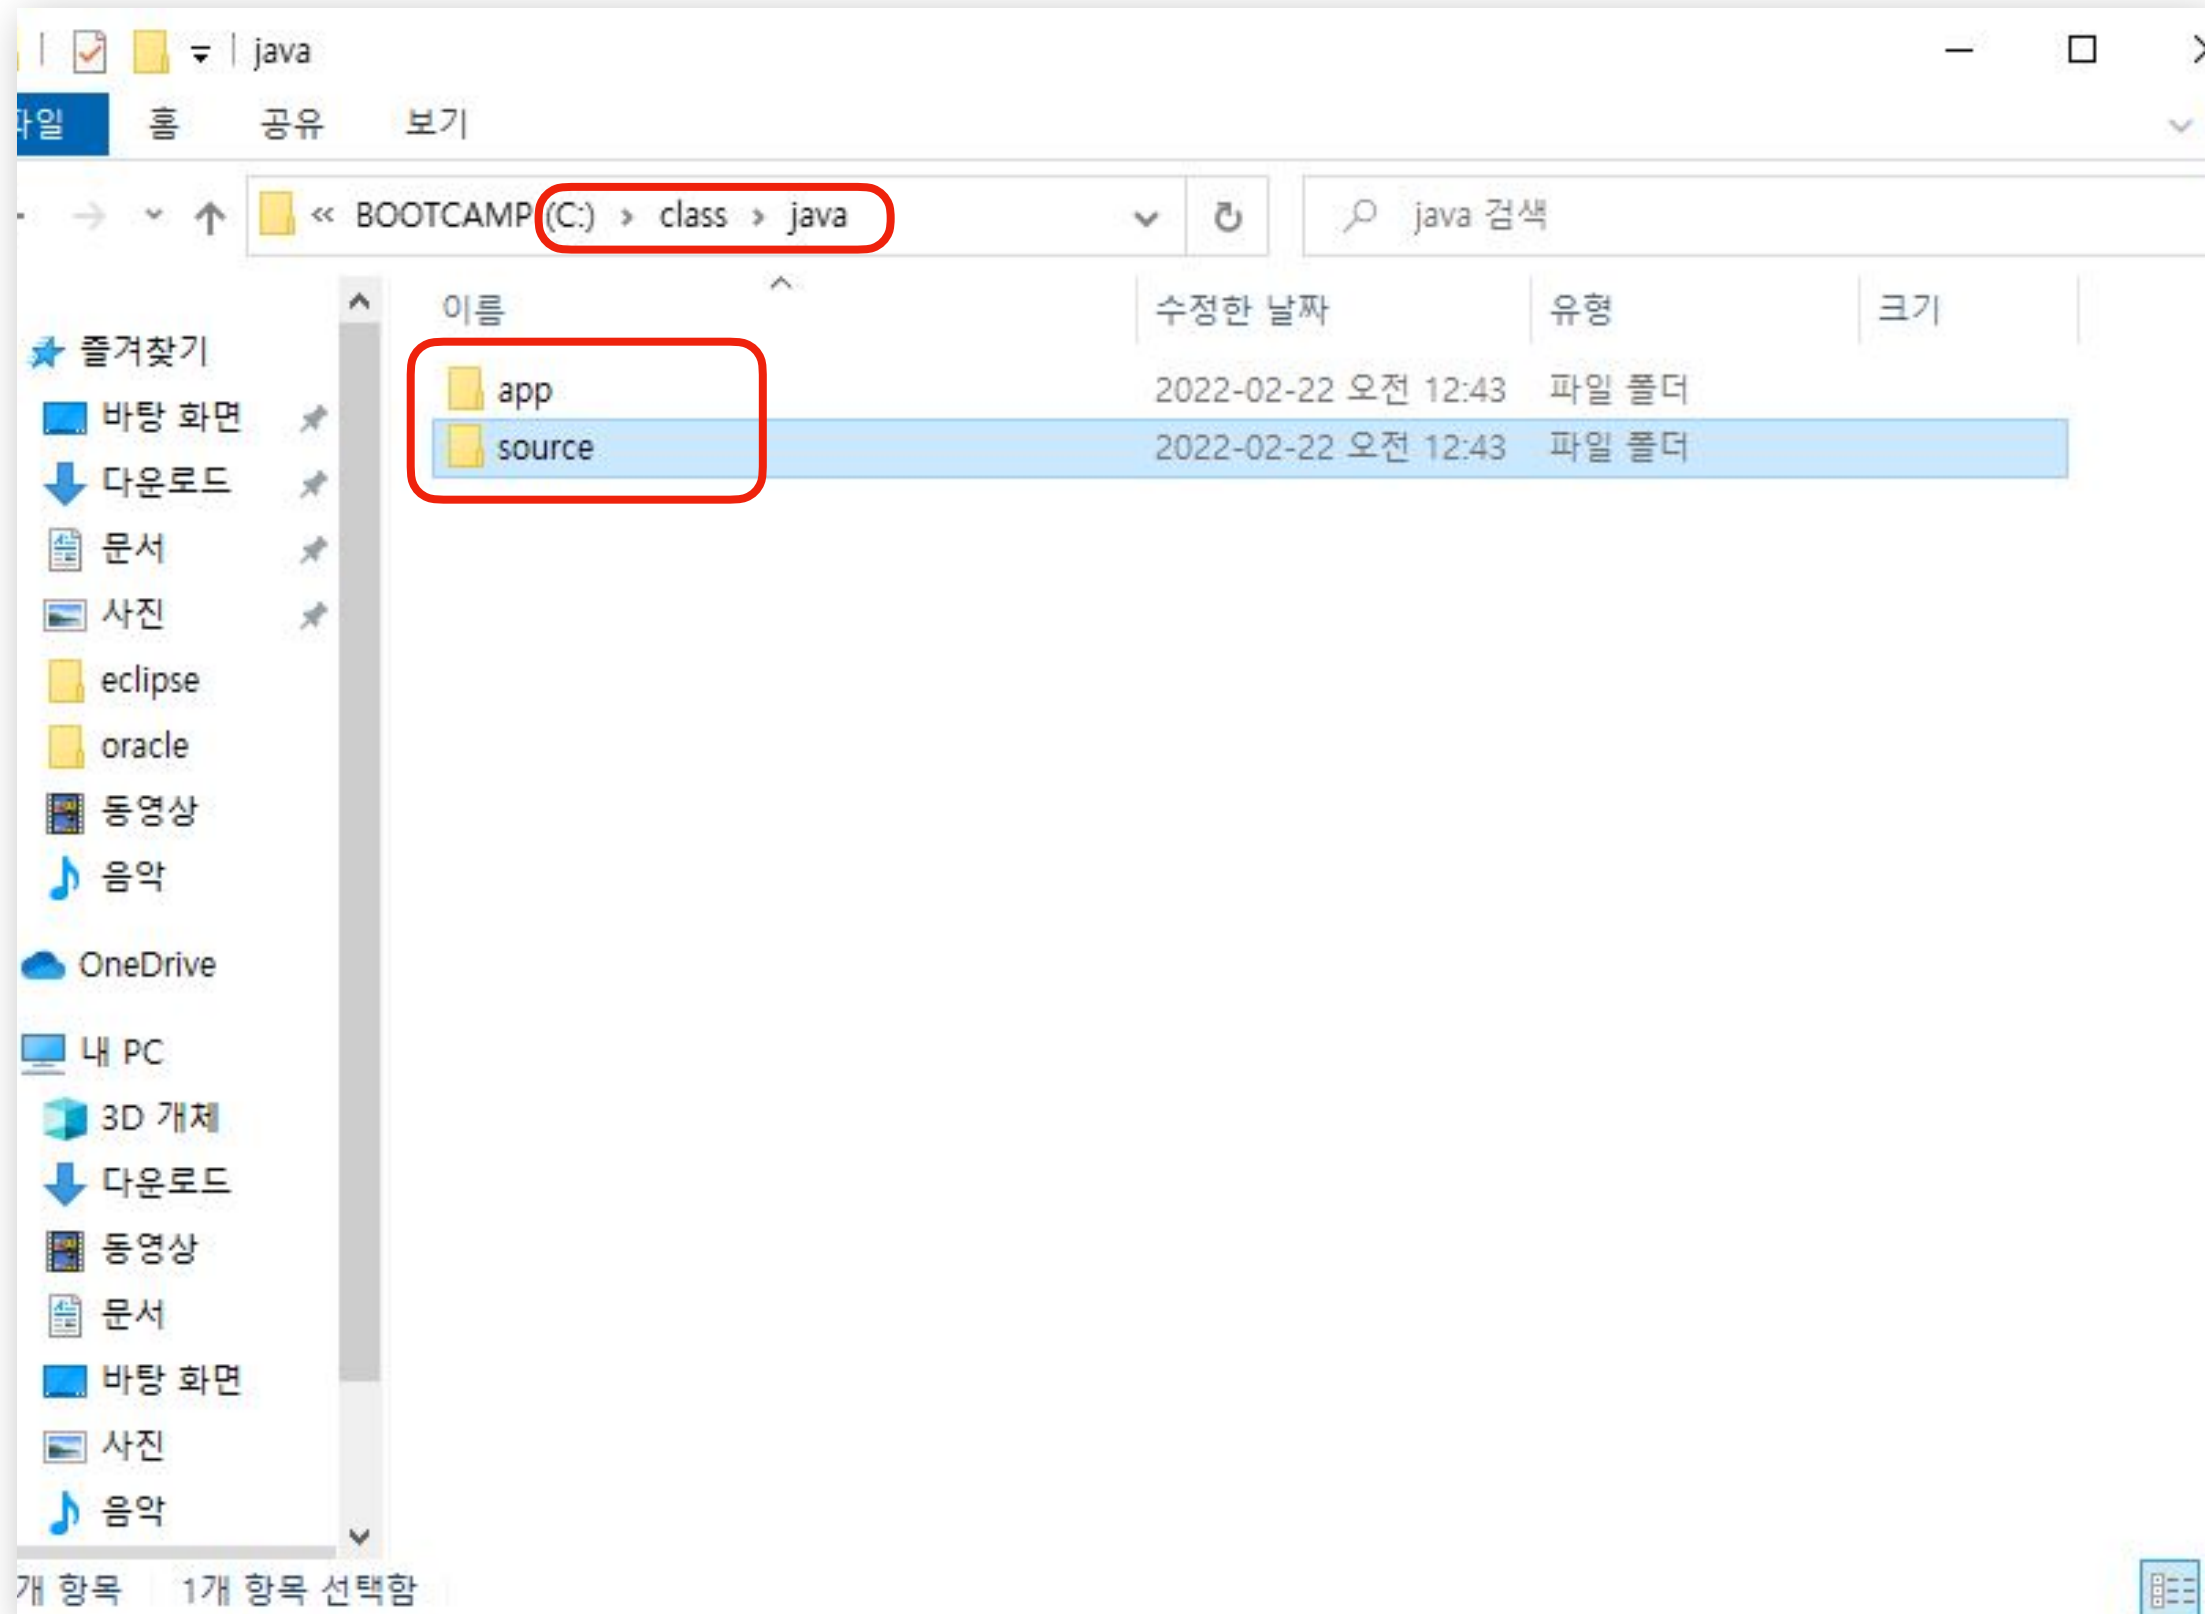 java
파일 홈 공유 보기
« BOOTCAMP (C:) › class › java java 검색
이름 수정한 날짜 유형 크기
즐겨찾기
바탕 화면
다운로드
문서
사진
eclipse
oracle
동영상
음악
OneDrive
내 PC
3D 개체
다운로드
동영상
문서
바탕 화면
사진
음악
app 2022-02-22 오전 12:43 파일 폴더
source 2022-02-22 오전 12:43 파일 폴더
개 항목 1개 항목 선택함